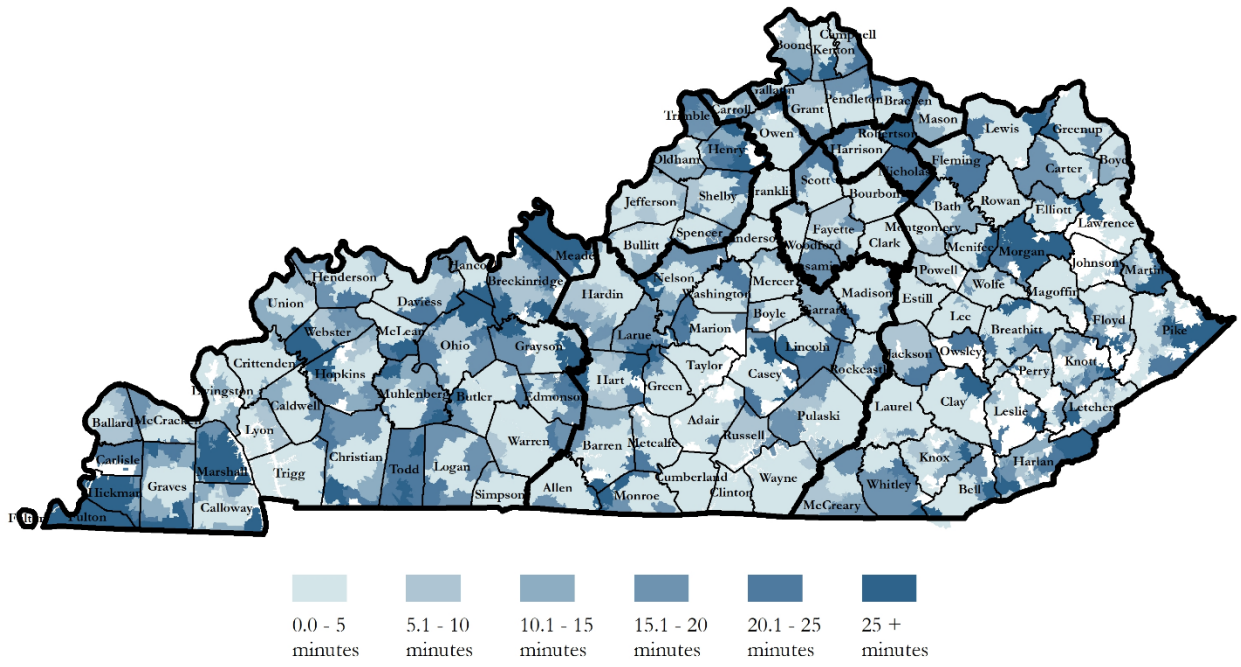 Boone
Campbell
Kenton
Gallatin
Carroll
Grant
Pendleton
Bracken
Trimble
Owen
Mason
Lewis
Greenup
Robertson
Harrison
Henry
Oldham
Fleming
Carter
Boyd
Nicholas
Scott
Franklin
Bourbon
Shelby
Jefferson
Rowan
Elliott
Bath
Lawrence
Fayette
Montgomery
Spencer
Bullitt
Anderson
Woodford
Clark
Menifee
Morgan
Meade
Johnson
Martin
Powell
Hancock
Henderson
Breckinridge
Nelson
Mercer
Wolfe
Magoffin
Washington
Hardin
Madison
Estill
Union
Daviess
Boyle
Garrard
Lee
Floyd
Pike
Webster
McLean
Larue
Marion
Breathitt
Ohio
Grayson
Lincoln
Owsley
Jackson
Knott
Crittenden
Hopkins
Taylor
Casey
Rockcastle
Perry
Livingston
Hart
Green
Muhlenberg
Butler
Edmonson
Clay
Letcher
Caldwell
Laurel
Leslie
Ballard
McCracken
Lyon
Adair
Pulaski
Russell
Warren
Barren
Metcalfe
Christian
Carlisle
Marshall
Todd
Logan
Trigg
Knox
Harlan
Hickman
Graves
Cumberland
Wayne
Whitley
Bell
Simpson
Allen
Monroe
Clinton
Calloway
McCreary
Fulton
Fulton
0.0 - 5
minutes
5.1 - 10
minutes
10.1 - 15
minutes
15.1 - 20
minutes
20.1 - 25
minutes
25 +
minutes